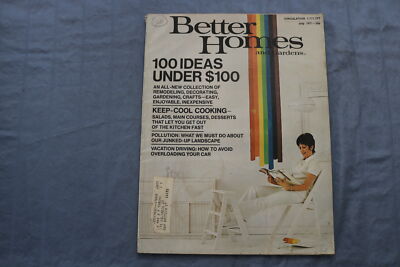 Better
Homes
and Gardens®
July 1971
100 IDEAS
UNDER $100
AN ALL-NEW COLLECTION OF
REMODELING, DECORATING,
GARDENING, CRAFTS—EASY,
ENJOYABLE, INEXPENSIVE
KEEP-COOL COOKING—
SALADS, MAIN COURSES, DESSERTS
THAT LET YOU GET OUT
OF THE KITCHEN FAST
POLLUTION: WHAT WE MUST DO ABOUT
OUR JUNKED-UP LANDSCAPE
VACATION DRIVING: HOW TO AVOID
OVERLOADING YOUR CAR